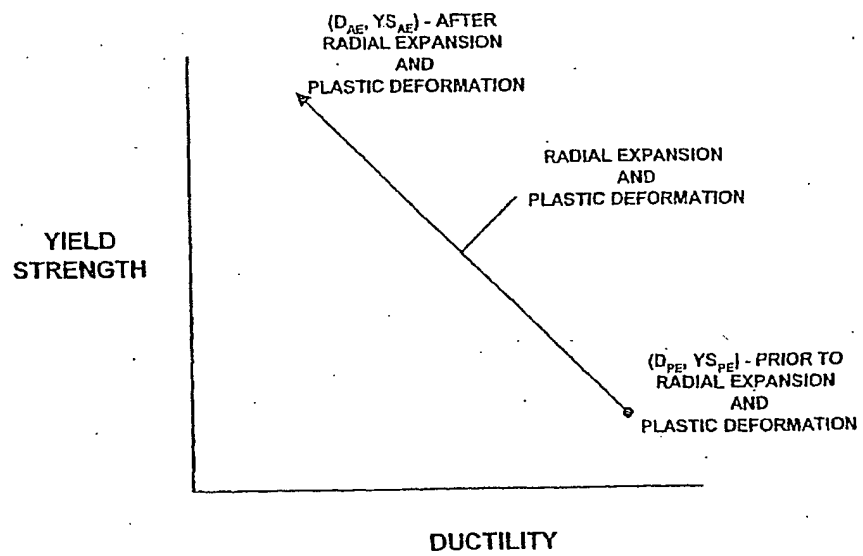 (D_AE, YS_AE) - AFTER
RADIAL EXPANSION
AND
PLASTIC DEFORMATION
RADIAL EXPANSION
AND
PLASTIC DEFORMATION
YIELD
STRENGTH
(D_PE, YS_PE) - PRIOR TO
RADIAL EXPANSION
AND
PLASTIC DEFORMATION
DUCTILITY